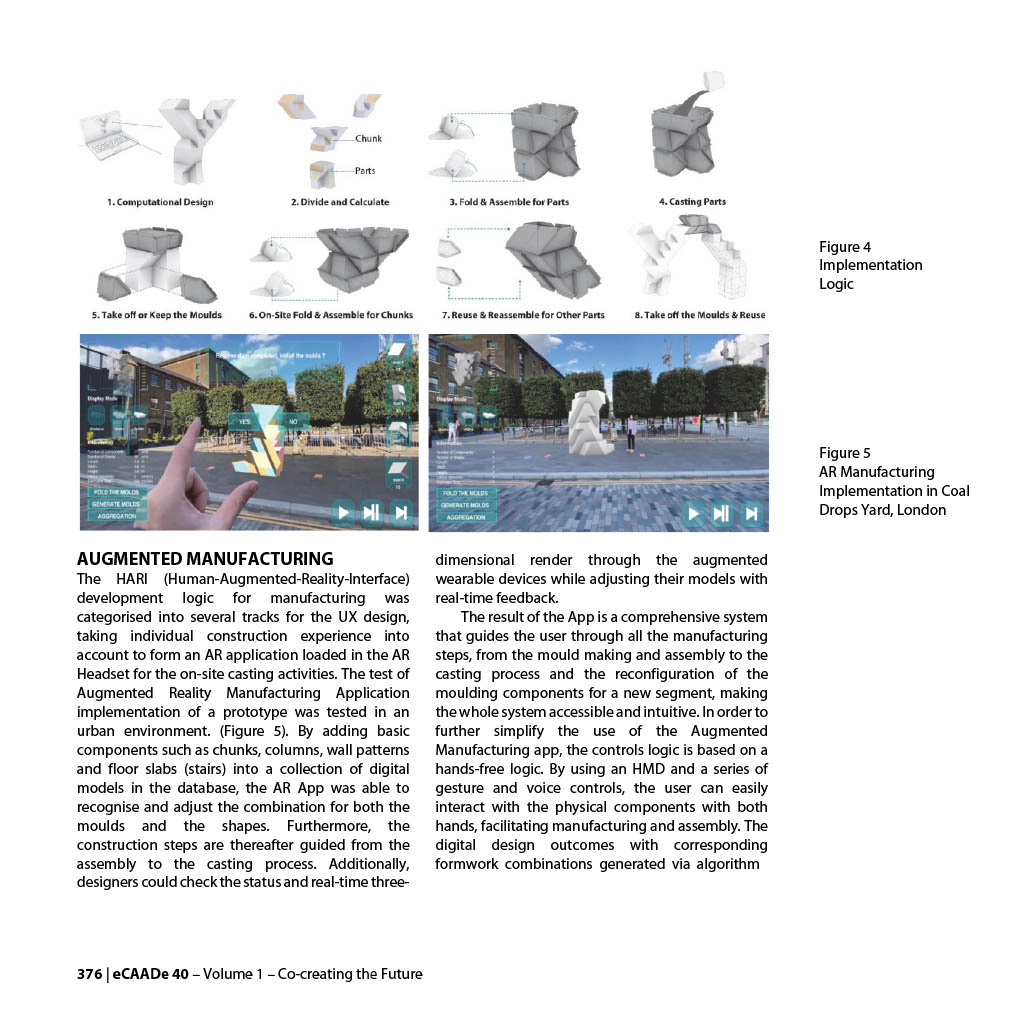 Chunk
Parts
1. Computational Design
2. Divide and Calculate
3. Fold & Assemble for Parts
4. Casting Parts
5. Take off or Keep the Moulds
6. On-Site Fold & Assemble for Chunks
7. Reuse & Reassemble for Other Parts
8. Take off the Moulds & Reuse
Figure 4
Implementation
Logic
Regeneration completed, install the molds ?
Display Mode
YES
NO
FOLD THE MOLDS
GENERATE MOLDS
AGGREGATION
Display Mode
FOLD THE MOLDS
GENERATE MOLDS
AGGREGATION
Figure 5
AR Manufacturing
Implementation in Coal
Drops Yard, London
AUGMENTED MANUFACTURING
The HARI (Human-Augmented-Reality-Interface)
development logic for manufacturing was
categorised into several tracks for the UX design,
taking individual construction experience into
account to form an AR application loaded in the AR
Headset for the on-site casting activities. The test of
Augmented Reality Manufacturing Application
implementation of a prototype was tested in an
urban environment. (Figure 5). By adding basic
components such as chunks, columns, wall patterns
and floor slabs (stairs) into a collection of digital
models in the database, the AR App was able to
recognise and adjust the combination for both the
moulds and the shapes. Furthermore, the
construction steps are thereafter guided from the
assembly to the casting process. Additionally,
designers could check the status and real-time three-
dimensional render through the augmented
wearable devices while adjusting their models with
real-time feedback.
The result of the App is a comprehensive system
that guides the user through all the manufacturing
steps, from the mould making and assembly to the
casting process and the reconfiguration of the
moulding components for a new segment, making
the whole system accessible and intuitive. In order to
further simplify the use of the Augmented
Manufacturing app, the controls logic is based on a
hands-free logic. By using an HMD and a series of
gesture and voice controls, the user can easily
interact with the physical components with both
hands, facilitating manufacturing and assembly. The
digital design outcomes with corresponding
formwork combinations generated via algorithm
376 | eCAADe 40 – Volume 1 – Co-creating the Future